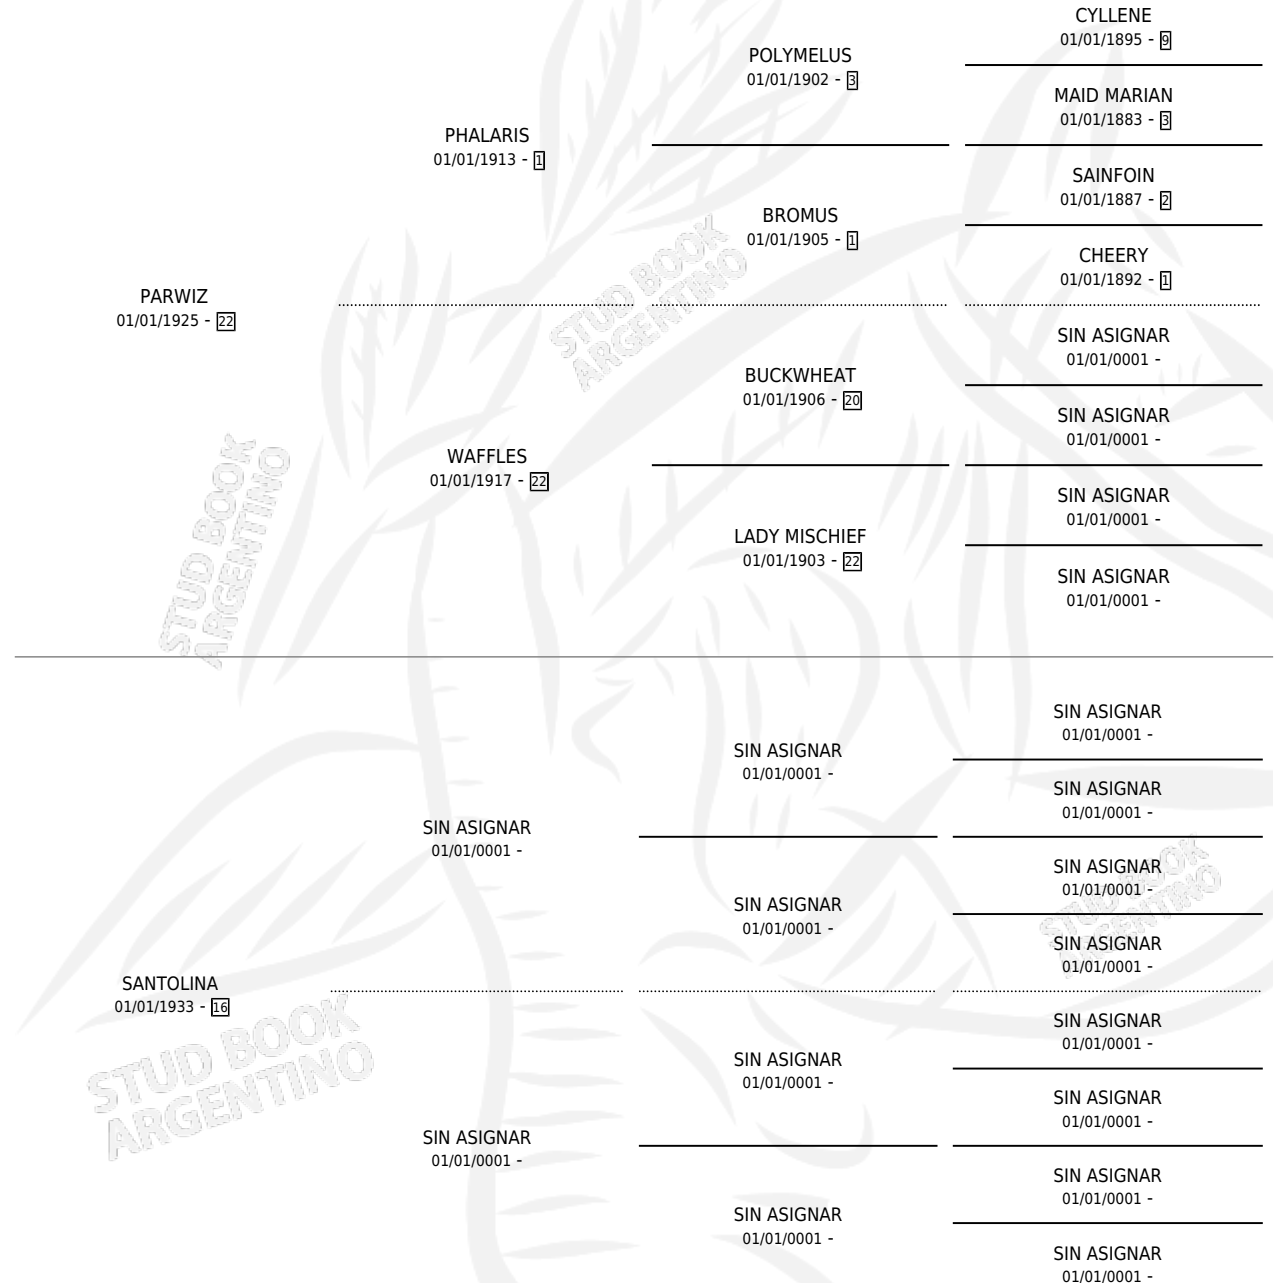 CYLLENE
01/01/1895 - 9
POLYMELUS
01/01/1902 - 3
MAID MARIAN
01/01/1883 - 3
PHALARIS
01/01/1913 - 1
SAINFOIN
01/01/1887 - 2
BROMUS
01/01/1905 - 1
CHEERY
01/01/1892 - 1
PARWIZ
01/01/1925 - 22
SIN ASIGNAR
01/01/0001 -
BUCKWHEAT
01/01/1906 - 20
SIN ASIGNAR
01/01/0001 -
WAFFLES
01/01/1917 - 22
SIN ASIGNAR
01/01/0001 -
LADY MISCHIEF
01/01/1903 - 22
SIN ASIGNAR
01/01/0001 -
STUD BOOK
ARGENTINO
STUD BOOK
ARGENTINO
SIN ASIGNAR
01/01/0001 -
SIN ASIGNAR
01/01/0001 -
SIN ASIGNAR
01/01/0001 -
SIN ASIGNAR
01/01/0001 -
SIN ASIGNAR
01/01/0001 -
SIN ASIGNAR
01/01/0001 -
SIN ASIGNAR
01/01/0001 -
SANTOLINA
01/01/1933 - 16
SIN ASIGNAR
01/01/0001 -
SIN ASIGNAR
01/01/0001 -
SIN ASIGNAR
01/01/0001 -
SIN ASIGNAR
01/01/0001 -
SIN ASIGNAR
01/01/0001 -
SIN ASIGNAR
01/01/0001 -
SIN ASIGNAR
01/01/0001 -
STUD BOOK
ARGENTINO
STUD BOOK
ARGENTINO